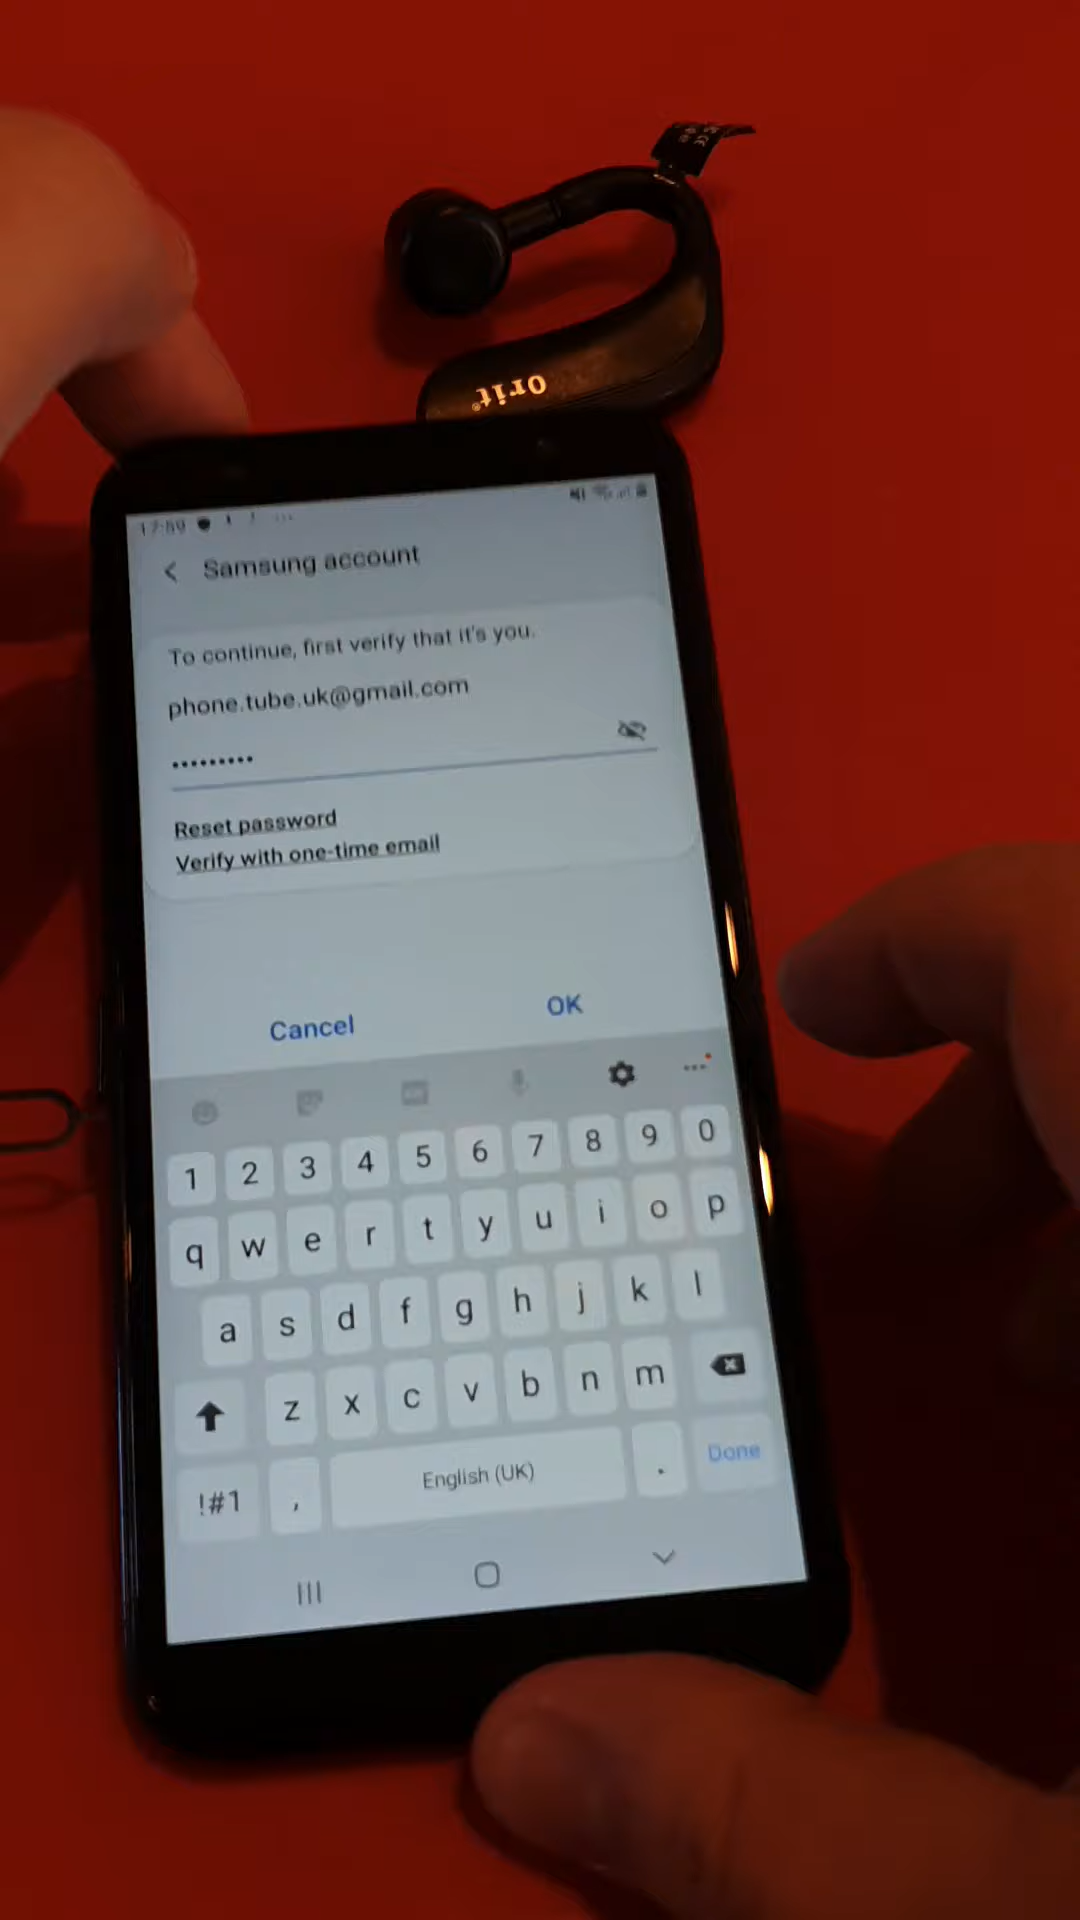 Orit
17:59
Samsung account
To continue, first verify that it's you.
phone.tube.uk@gmail.com
•••••••••
Reset password
Verify with one-time email
Cancel OK
1 2 3 4 5 6 7 8 9 0
q w e r t y u i o p
a s d f g h j k l
z x c v b n m
!#1 , English (UK) . Done